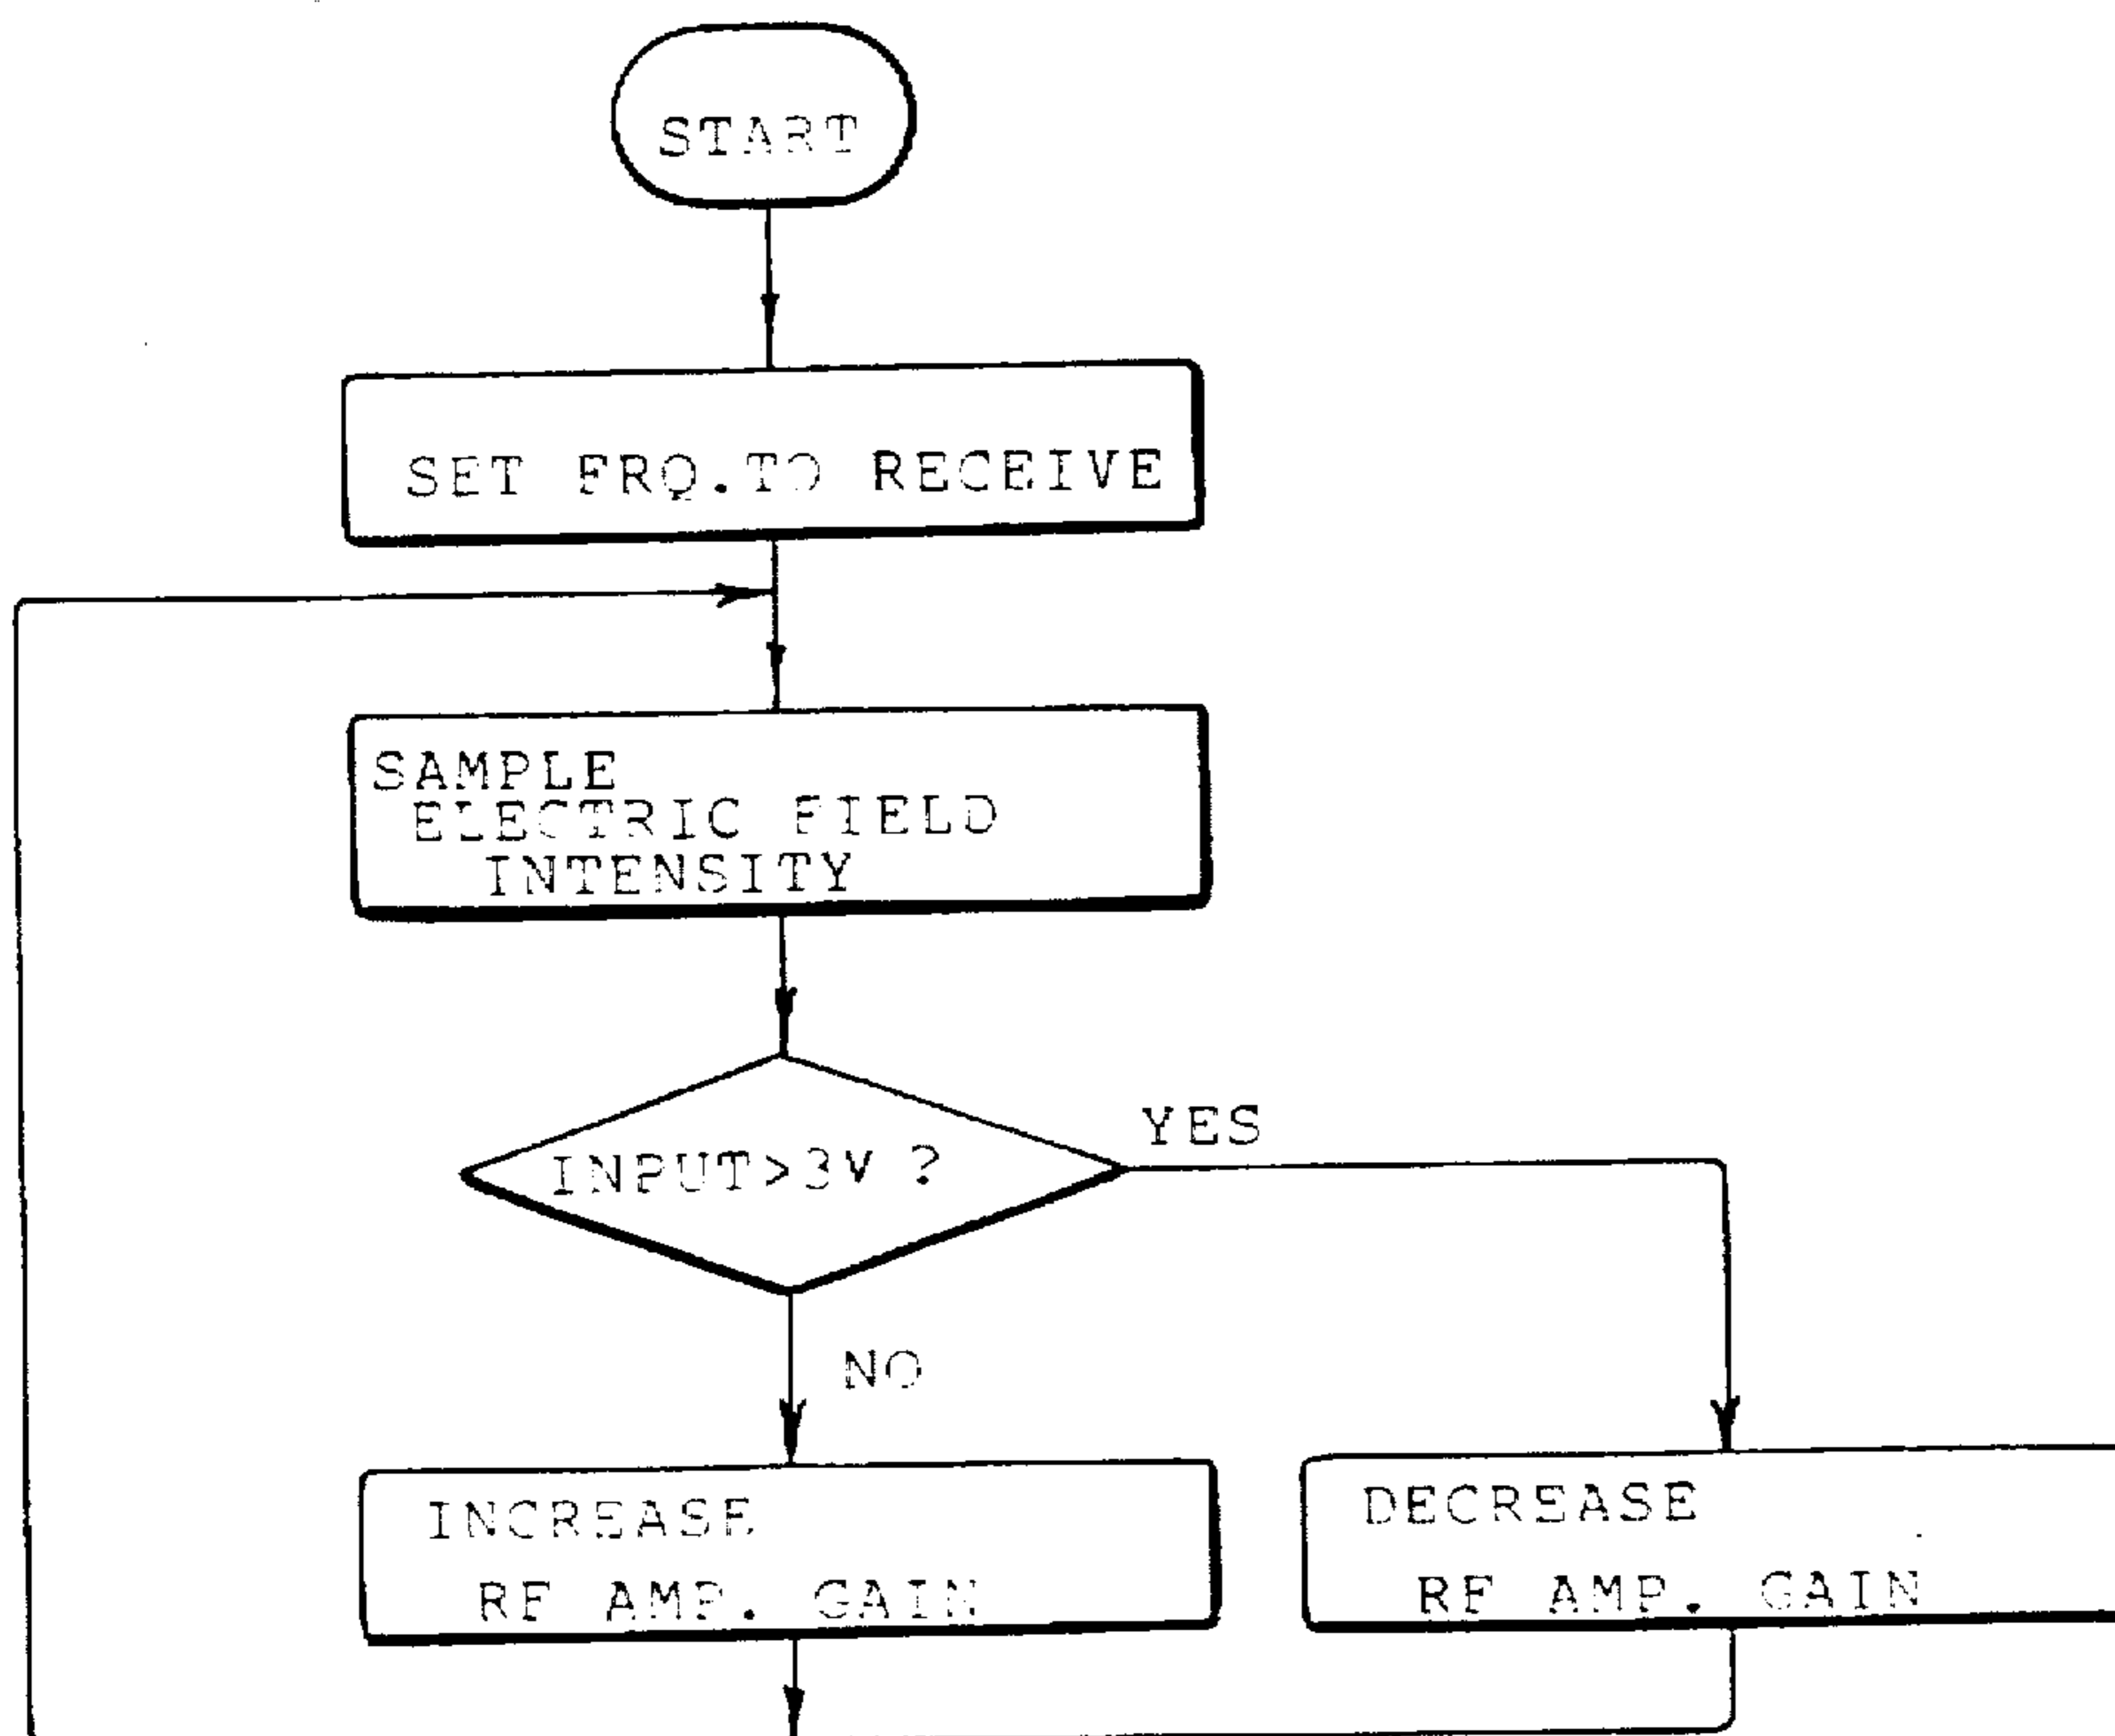 START
SET FRQ.TO RECEIVE
SAMPLE
ELECTRIC FIELD
INTENSITY
INPUT>3V ?
YES
NO
INCREASE
RF AMP. GAIN
DECREASE
RF AMP. GAIN